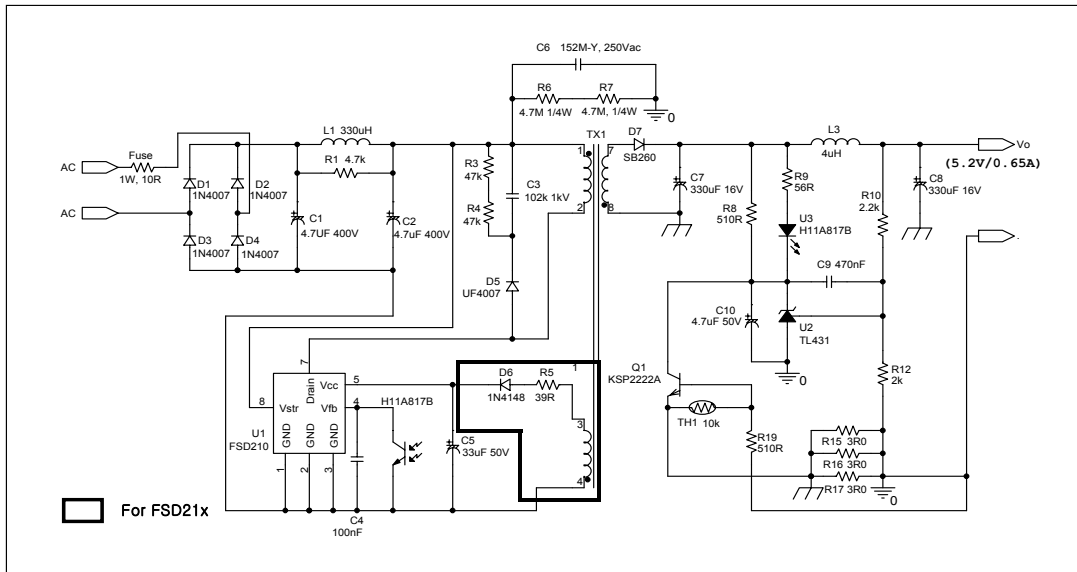 C6 152M-Y, 250Vac
R6
4.7M 1/4W
R7
4.7M, 1/4W
0
L1 330uH
R1 4.7k
Fuse
1W, 10R
AC
AC
D1
1N4007
D2
1N4007
D3
1N4007
D4
1N4007
C1
4.7UF 400V
C2
4.7uF 400V
R3
47k
R4
47k
C3
102k 1kV
D5
UF4007
TX1
1
2
7
8
D7
SB260
C7
330uF 16V
R8
510R
R9
56R
U3
H11A817B
L3
4uH
R10
2.2k
C8
330uF 16V
Vo
(5.2V/0.65A)
.
C9 470nF
C10
4.7uF 50V
U2
TL431
0
R12
2k
Q1
KSP2222A
TH1 10k
R19
510R
R15 3R0
R16 3R0
R17 3R0
0
7
Drain
5
Vcc
8
Vstr
4
Vfb
U1
FSD210
GND
GND
GND
1
2
3
H11A817B
C4
100nF
C5
33uF 50V
D6
1N4148
R5
39R
1
3
4
For FSD21x